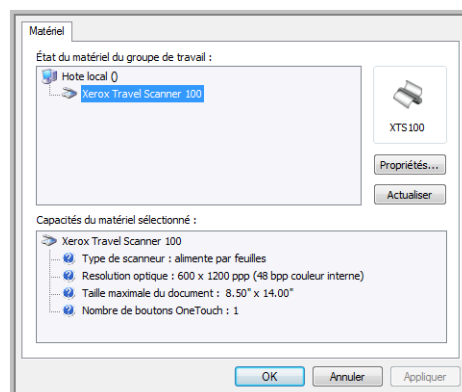 Matériel
État du matériel du groupe de travail :
Hote local ()
Xerox Travel Scanner 100
XTS100
Propriétés...
Actualiser
Capacités du matériel sélectionné :
Xerox Travel Scanner 100
Type de scanneur : alimente par feuilles
Resolution optique : 600 x 1200 ppp (48 bpp couleur interne)
Taille maximale du document : 8.50" x 14.00"
Nombre de boutons OneTouch : 1
OK Annuler Appliquer